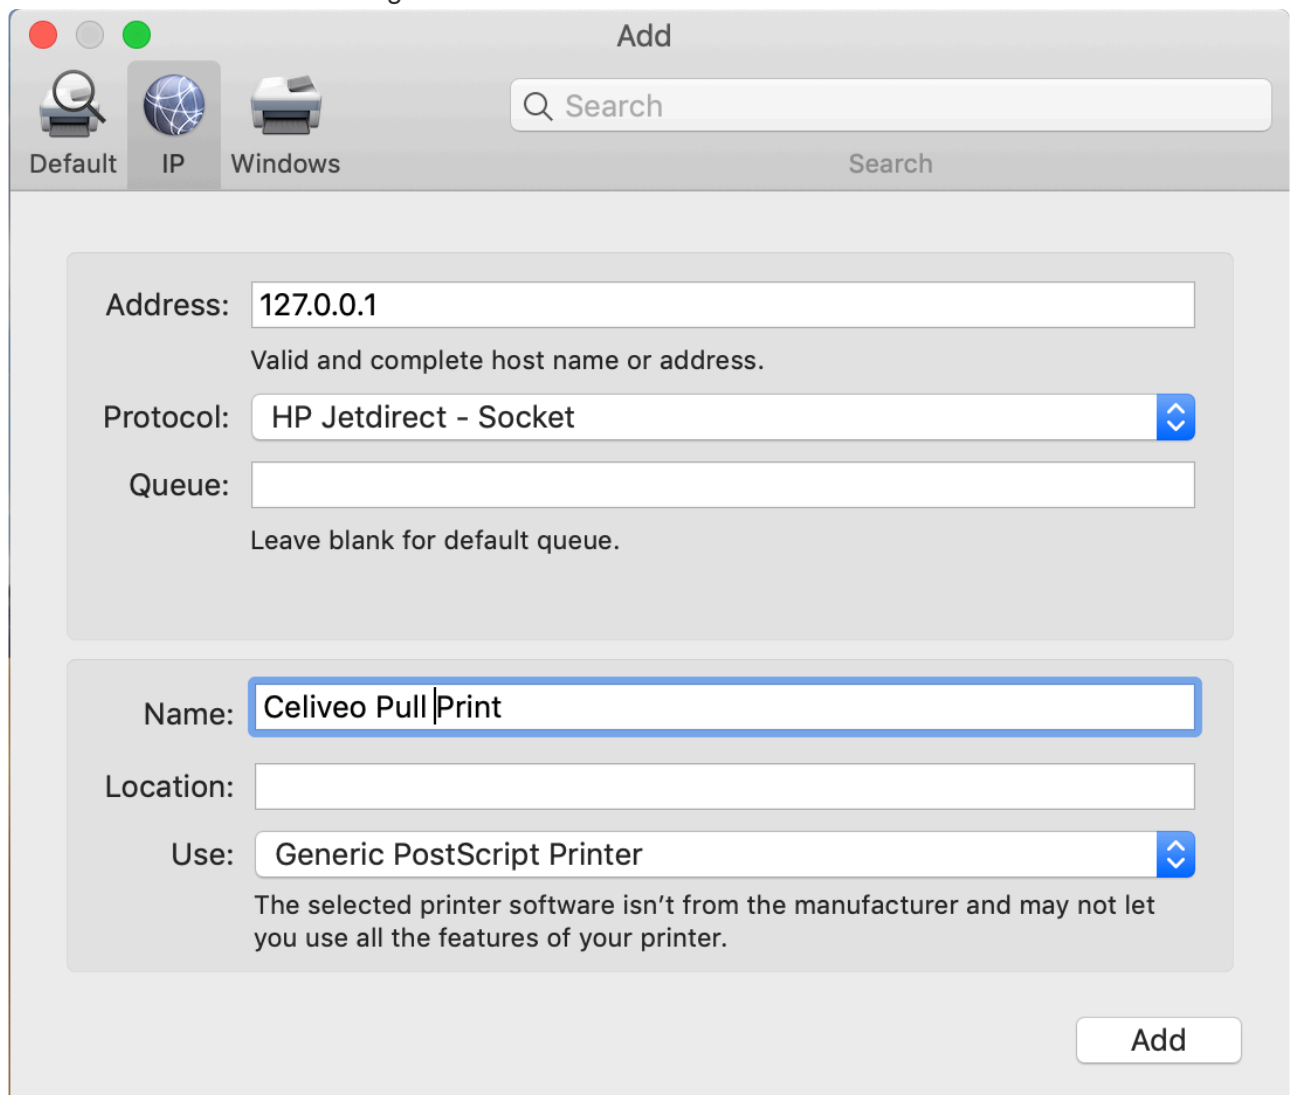 Add
Default IP Windows
Search
Search
Address: 127.0.0.1
Valid and complete host name or address.
Protocol: HP Jetdirect - Socket
Queue:
Leave blank for default queue.
Name: Celiveo Pull Print
Location:
Use: Generic PostScript Printer
The selected printer software isn't from the manufacturer and may not let
you use all the features of your printer.
Add